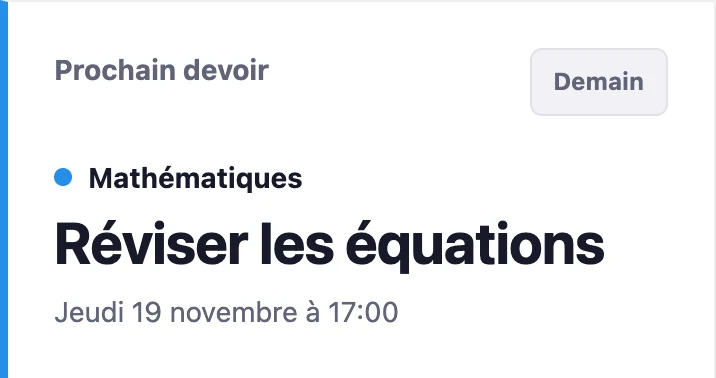 Prochain devoir
Demain
Mathématiques
Réviser les équations
Jeudi 19 novembre à 17:00